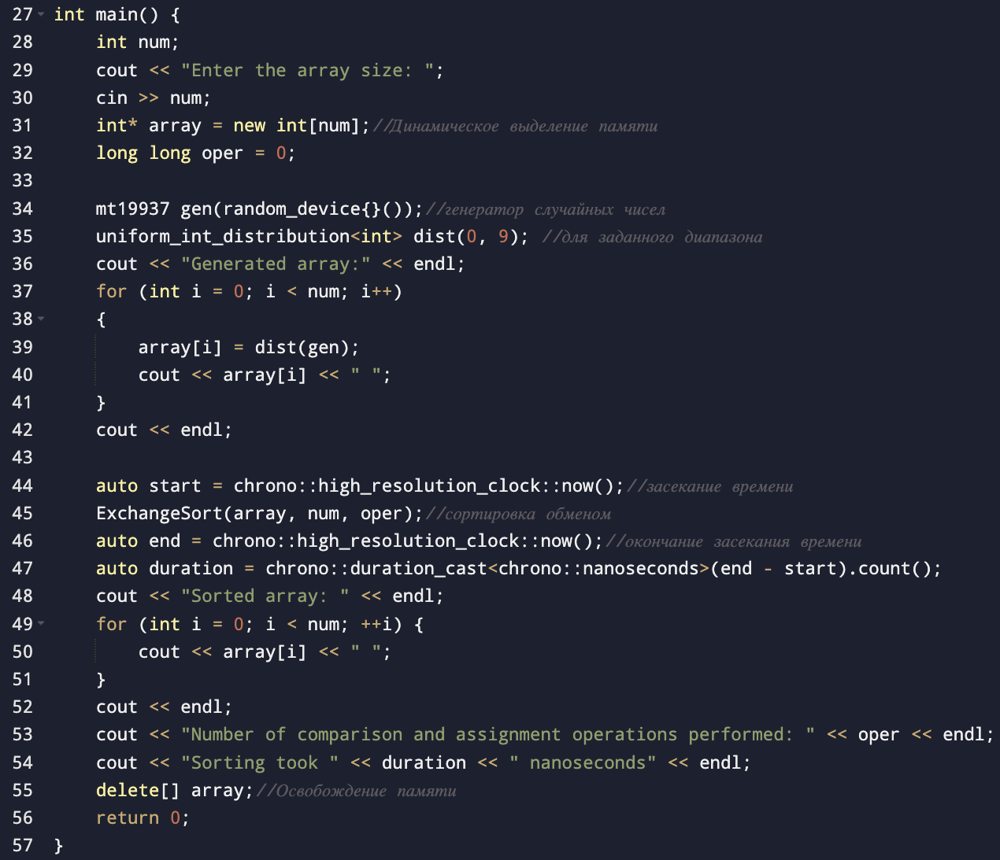 27 int main() {
28     int num;
29     cout << "Enter the array size: ";
30     cin >> num;
31     int* array = new int[num];//Динамическое выделение памяти
32     long long oper = 0;
33
34     mt19937 gen(random_device{}());//генератор случайных чисел
35     uniform_int_distribution<int> dist(0, 9); //для заданного диапазона
36     cout << "Generated array:" << endl;
37     for (int i = 0; i < num; i++)
38     {
39         array[i] = dist(gen);
40         cout << array[i] << " ";
41     }
42     cout << endl;
43
44     auto start = chrono::high_resolution_clock::now();//засекание времени
45     ExchangeSort(array, num, oper);//сортировка обменом
46     auto end = chrono::high_resolution_clock::now();//окончание засекания времени
47     auto duration = chrono::duration_cast<chrono::nanoseconds>(end - start).count();
48     cout << "Sorted array: " << endl;
49     for (int i = 0; i < num; ++i) {
50         cout << array[i] << " ";
51     }
52     cout << endl;
53     cout << "Number of comparison and assignment operations performed: " << oper << endl;
54     cout << "Sorting took " << duration << " nanoseconds" << endl;
55     delete[] array;//Освобождение памяти
56     return 0;
57 }